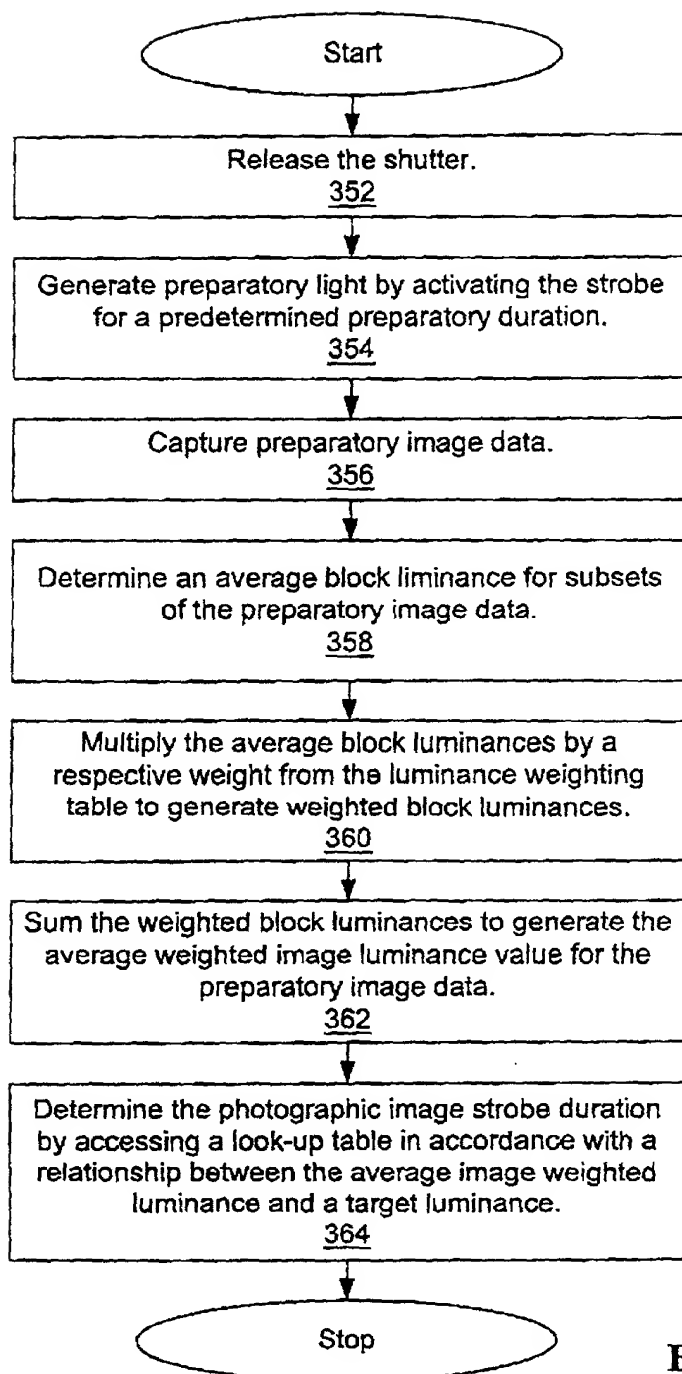 Start
Release the shutter.
352
Generate preparatory light by activating the strobe
for a predetermined preparatory duration.
354
Capture preparatory image data.
356
Determine an average block liminance for subsets
of the preparatory image data.
358
Multiply the average block luminances by a
respective weight from the luminance weighting
table to generate weighted block luminances.
360
Sum the weighted block luminances to generate the
average weighted image luminance value for the
preparatory image data.
362
Determine the photographic image strobe duration
by accessing a look-up table in accordance with a
relationship between the average image weighted
luminance and a target luminance.
364
Stop